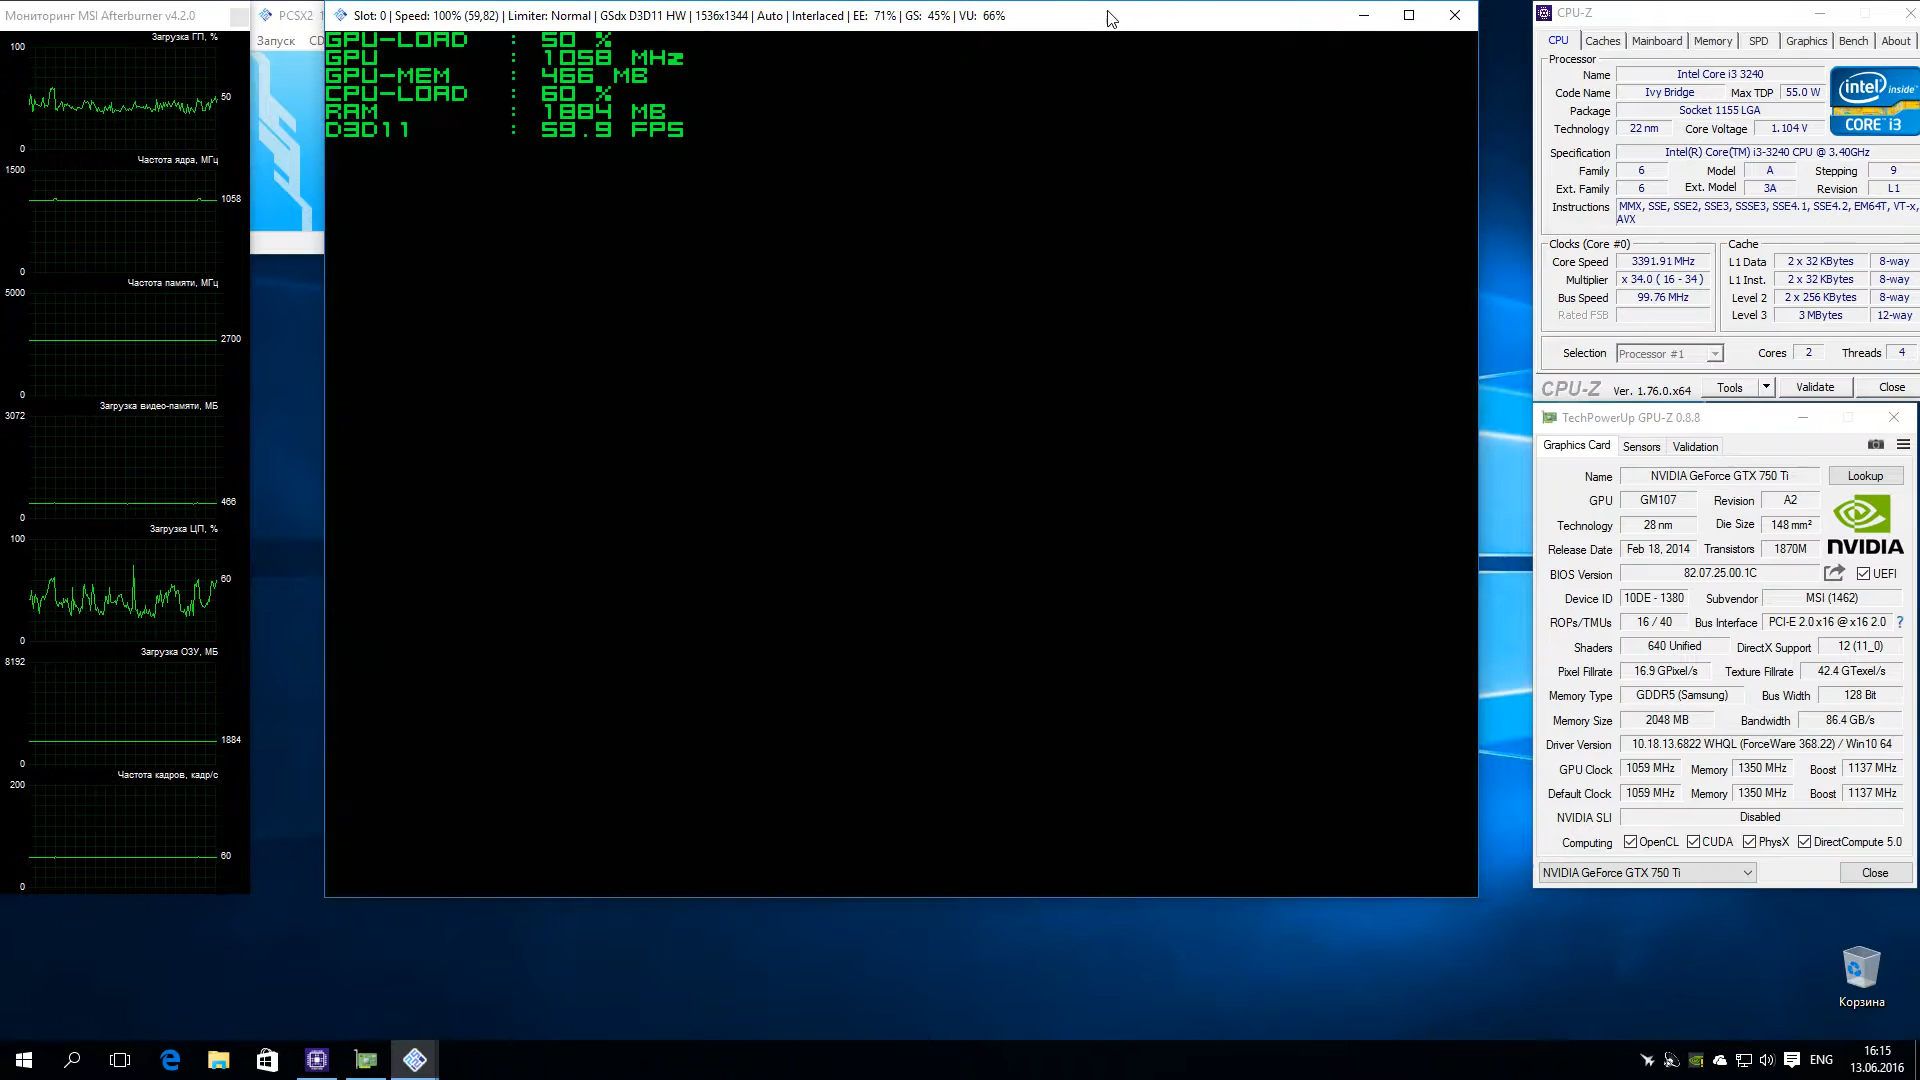 Мониторинг MSI Afterburner v4.2.0
Загрузка ГП, %
100
50
0
Частота ядра, МГц
1500
1058
0
Частота памяти, МГц
5000
2700
0
Загрузка видео-памяти, МБ
3072
466
0
Загрузка ЦП, %
100
60
0
Загрузка ОЗУ, МБ
8192
1884
0
Частота кадров, кадр/с
200
60
0
PCSX2 1
Запуск CD
Slot: 0 | Speed: 100% (59,82) | Limiter: Normal | GSdx D3D11 HW | 1536x1344 | Auto | Interlaced | EE: 71% | GS: 45% | VU: 66%
GPU-LOAD : 50 %
GPU : 1058 MHz
GPU-MEM : 466 MB
CPU-LOAD : 60 %
RAM : 1884 MB
D3D11 : 59.9 FPS
CPU-Z
CPU Caches Mainboard Memory SPD Graphics Bench About
Processor
Name Intel Core i3 3240
Code Name Ivy Bridge Max TDP 55.0 W
Package Socket 1155 LGA
Technology 22 nm Core Voltage 1.104 V
intel inside
CORE i3
Specification Intel(R) Core(TM) i3-3240 CPU @ 3.40GHz
Family 6 Model A Stepping 9
Ext. Family 6 Ext. Model 3A Revision L1
Instructions MMX, SSE, SSE2, SSE3, SSSE3, SSE4.1, SSE4.2, EM64T, VT-x,
AVX
Clocks (Core #0)
Core Speed 3391.91 MHz
Multiplier x 34.0 ( 16 - 34 )
Bus Speed 99.76 MHz
Rated FSB
Cache
L1 Data 2 x 32 KBytes 8-way
L1 Inst. 2 x 32 KBytes 8-way
Level 2 2 x 256 KBytes 8-way
Level 3 3 MBytes 12-way
Selection Processor #1 Cores 2 Threads 4
CPU-Z Ver. 1.76.0.x64 Tools Validate Close
TechPowerUp GPU-Z 0.8.8
Graphics Card Sensors Validation
Name NVIDIA GeForce GTX 750 Ti Lookup
GPU GM107 Revision A2
Technology 28 nm Die Size 148 mm²
Release Date Feb 18, 2014 Transistors 1870M
NVIDIA
BIOS Version 82.07.25.00.1C UEFI
Device ID 10DE - 1380 Subvendor MSI (1462)
ROPs/TMUs 16 / 40 Bus Interface PCI-E 2.0 x16 @ x16 2.0 ?
Shaders 640 Unified DirectX Support 12 (11_0)
Pixel Fillrate 16.9 GPixel/s Texture Fillrate 42.4 GTexel/s
Memory Type GDDR5 (Samsung) Bus Width 128 Bit
Memory Size 2048 MB Bandwidth 86.4 GB/s
Driver Version 10.18.13.6822 WHQL (ForceWare 368.22) / Win10 64
GPU Clock 1059 MHz Memory 1350 MHz Boost 1137 MHz
Default Clock 1059 MHz Memory 1350 MHz Boost 1137 MHz
NVIDIA SLI Disabled
Computing OpenCL CUDA PhysX DirectCompute 5.0
NVIDIA GeForce GTX 750 Ti Close
Корзина
ENG
16:15
13.06.2016